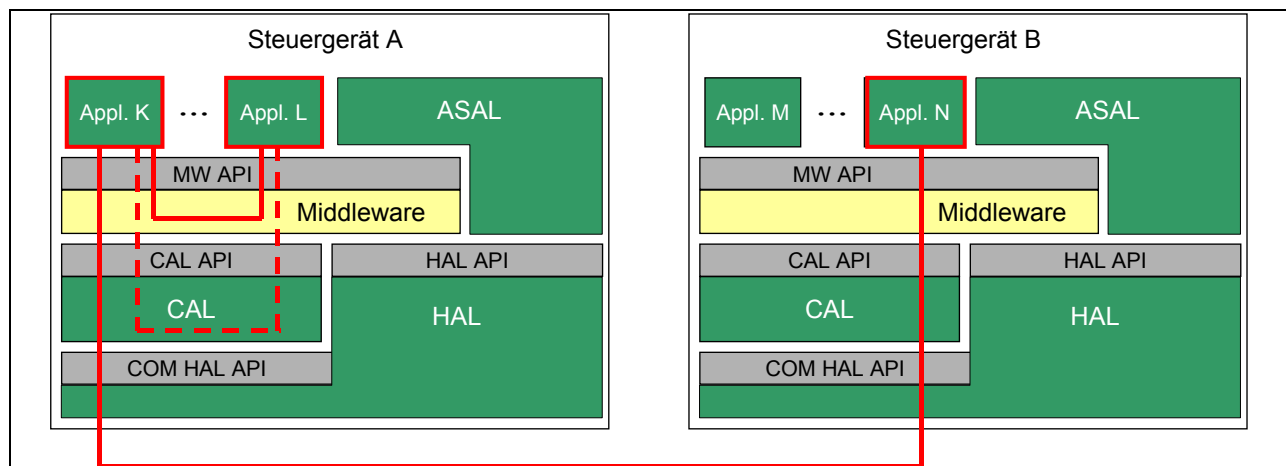 Steuergerät A
Appl. K ... Appl. L ASAL
MW API
Middleware
CAL API HAL API
CAL HAL
COM HAL API
Steuergerät B
Appl. M ... Appl. N ASAL
MW API
Middleware
CAL API HAL API
CAL HAL
COM HAL API